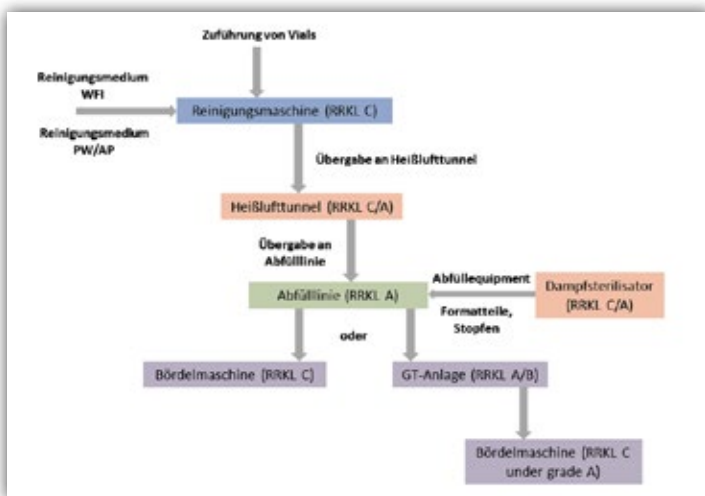 Zuführung von Vials
Reinigungsmedium
WFI
Reinigungsmaschine (RRKL C)
Reinigungsmedium
PW/AP
Übergabe an Heißlufttunnel
Heißlufttunnel (RRKL C/A)
Übergabe an
Abfülllinie
Abfüllequipment
Dampfsterilisator
(RRKL C/A)
Abfülllinie (RRKL A)
Formatteile,
Stopfen
oder
Bördelmaschine (RRKL C)
GT-Anlage (RRKL A/B)
Bördelmaschine (RRKL C
under grade A)